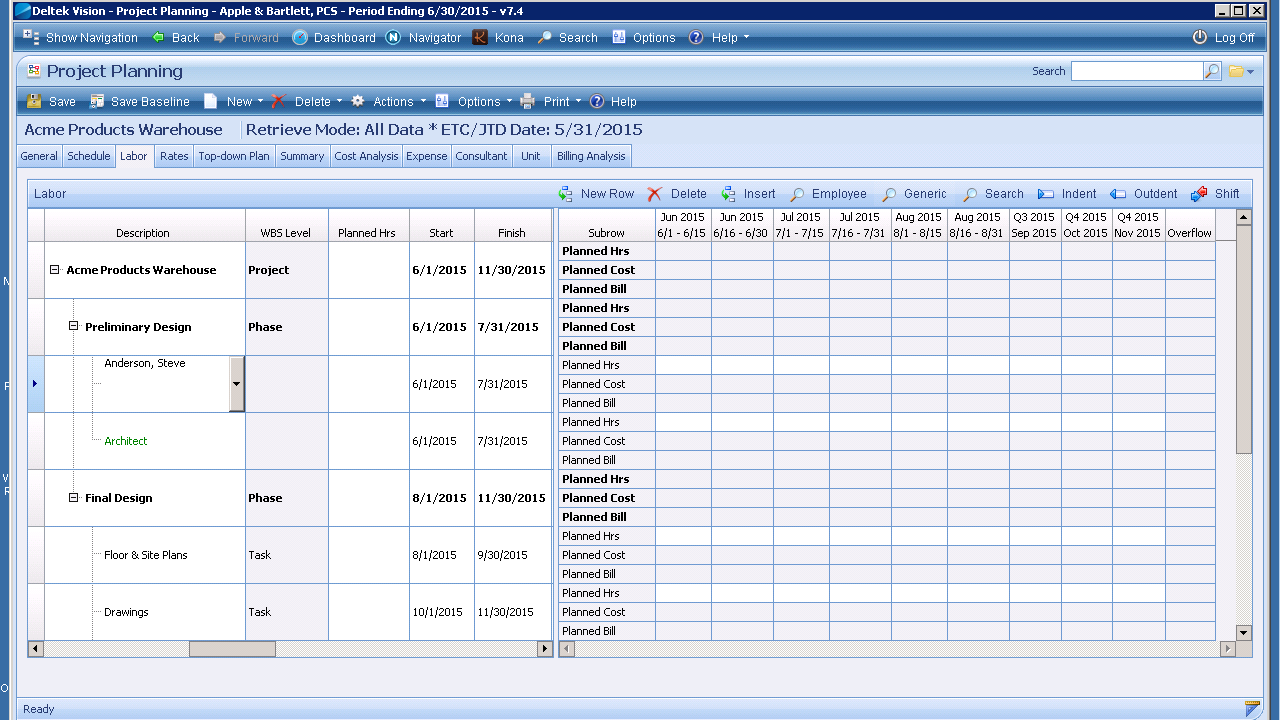 Deltek Vision - Project Planning - Apple & Bartlett, PCS - Period Ending 6/30/2015 - v7.4
Show Navigation Back Forward Dashboard Navigator Kona Search Options Help Log Off
Project Planning Search
Save Save Baseline New Delete Actions Options Print Help
Acme Products Warehouse Retrieve Mode: All Data * ETC/JTD Date: 5/31/2015
General Schedule Labor Rates Top-down Plan Summary Cost Analysis Expense Consultant Unit Billing Analysis
Labor New Row Delete Insert Employee Generic Search Indent Outdent Shift
Jun 2015 Jun 2015 Jul 2015 Jul 2015 Aug 2015 Aug 2015 Q3 2015 Q4 2015 Q4 2015
Description WBS Level Planned Hrs Start Finish Subrow 6/1 - 6/15 6/16 - 6/30 7/1 - 7/15 7/16 - 7/31 8/1 - 8/15 8/16 - 8/31 Sep 2015 Oct 2015 Nov 2015 Overflow
Planned Hrs
Acme Products Warehouse Project 6/1/2015 11/30/2015 Planned Cost
Planned Bill
Planned Hrs
Preliminary Design Phase 6/1/2015 7/31/2015 Planned Cost
Planned Bill
Anderson, Steve Planned Hrs
6/1/2015 7/31/2015 Planned Cost
Planned Bill
Planned Hrs
Architect 6/1/2015 7/31/2015 Planned Cost
Planned Bill
Planned Hrs
Final Design Phase 8/1/2015 11/30/2015 Planned Cost
Planned Bill
Planned Hrs
Floor & Site Plans Task 8/1/2015 9/30/2015 Planned Cost
Planned Bill
Planned Hrs
Drawings Task 10/1/2015 11/30/2015 Planned Cost
Planned Bill
Ready